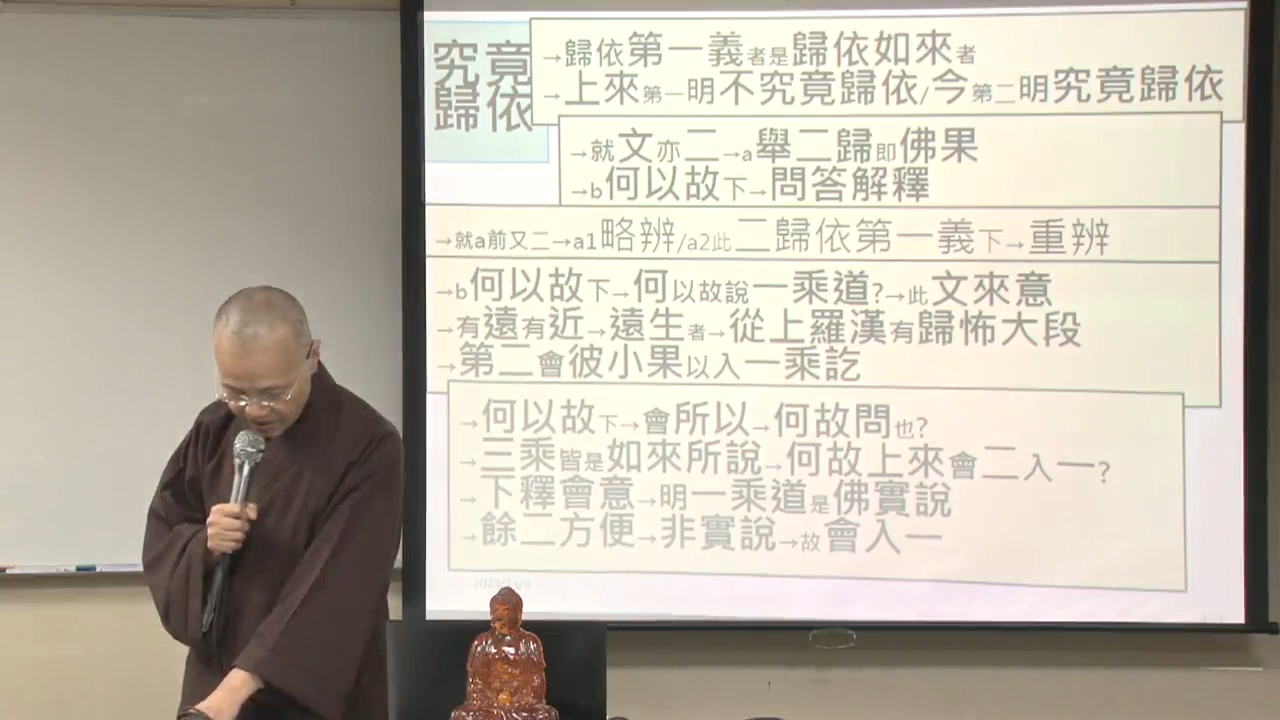 究竟
歸依
→歸依第一義者是歸依如來者
→上來第一明不究竟歸依/今第二明究竟歸依
→就文亦二→a舉二歸即佛果
→b何以故下→問答解釋
→就a前又二→a1略辨/a2此二歸依第一義下→重辨
→b何以故下→何以故說一乘道?→此文來意
→有遠有近→遠生者→從上羅漢有歸怖大段
→第二會彼小果以入一乘訖
→何以故下→會所以→何故問也?
→三乘皆是如來所說→何故上來會二入一?
→下釋會意→明一乘道是佛實說
→餘二方便→非實說→故會入一